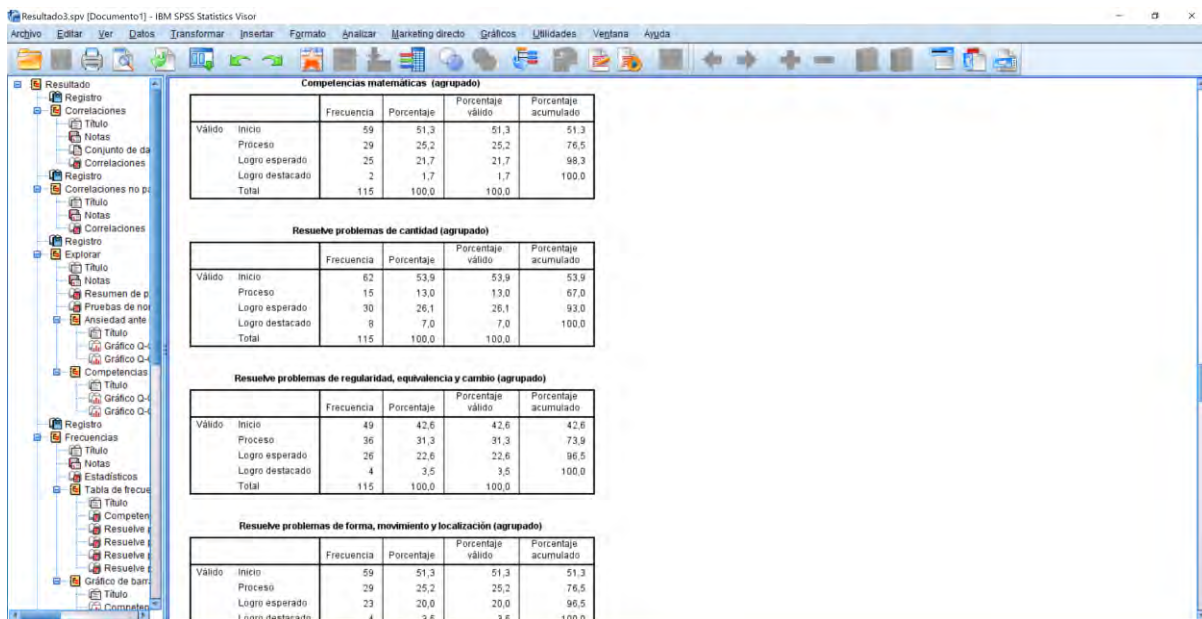 Resultado3.spv [Documento1] - IBM SPSS Statistics Visor
Archivo Editar Ver Datos Transformar Insertar Formato Analizar Marketing directo Gráficos Utilidades Ventana Ayuda
Resultado
Registro
Correlaciones
Título
Notas
Conjunto de da
Correlaciones
Registro
Correlaciones no pa
Título
Notas
Correlaciones
Registro
Explorar
Título
Notas
Resumen de p
Pruebas de nor
Ansiedad ante
Título
Gráfico Q-
Gráfico Q-
Competencias
Título
Gráfico Q-
Gráfico Q-
Registro
Frecuencias
Título
Notas
Estadísticos
Tabla de frecue
Título
Competen
Resuelve
Resuelve
Resuelve
Resuelve
Gráfico de barr
Título
Competen
Competencias matemáticas (agrupado)
Frecuencia Porcentaje Porcentaje válido Porcentaje acumulado
Válido Inicio 59 51,3 51,3 51,3
Proceso 29 25,2 25,2 76,5
Logro esperado 25 21,7 21,7 98,3
Logro destacado 2 1,7 1,7 100,0
Total 115 100,0 100,0
Resuelve problemas de cantidad (agrupado)
Frecuencia Porcentaje Porcentaje válido Porcentaje acumulado
Válido Inicio 62 53,9 53,9 53,9
Proceso 15 13,0 13,0 67,0
Logro esperado 30 26,1 26,1 93,0
Logro destacado 8 7,0 7,0 100,0
Total 115 100,0 100,0
Resuelve problemas de regularidad, equivalencia y cambio (agrupado)
Frecuencia Porcentaje Porcentaje válido Porcentaje acumulado
Válido Inicio 49 42,6 42,6 42,6
Proceso 36 31,3 31,3 73,9
Logro esperado 26 22,6 22,6 96,5
Logro destacado 4 3,5 3,5 100,0
Total 115 100,0 100,0
Resuelve problemas de forma, movimiento y localización (agrupado)
Frecuencia Porcentaje Porcentaje válido Porcentaje acumulado
Válido Inicio 59 51,3 51,3 51,3
Proceso 29 25,2 25,2 76,5
Logro esperado 23 20,0 20,0 96,5
Logro destacado 4 3,5 3,5 100,0